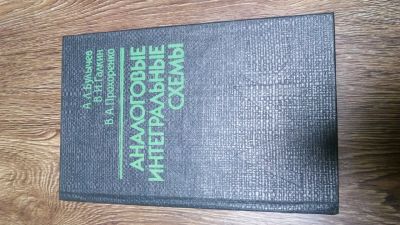 А.Л.Булычев
В.И.Галкин
В.А.Прохоренко
АНАЛОГОВЫЕ
ИНТЕГРАЛЬНЫЕ
СХЕМЫ